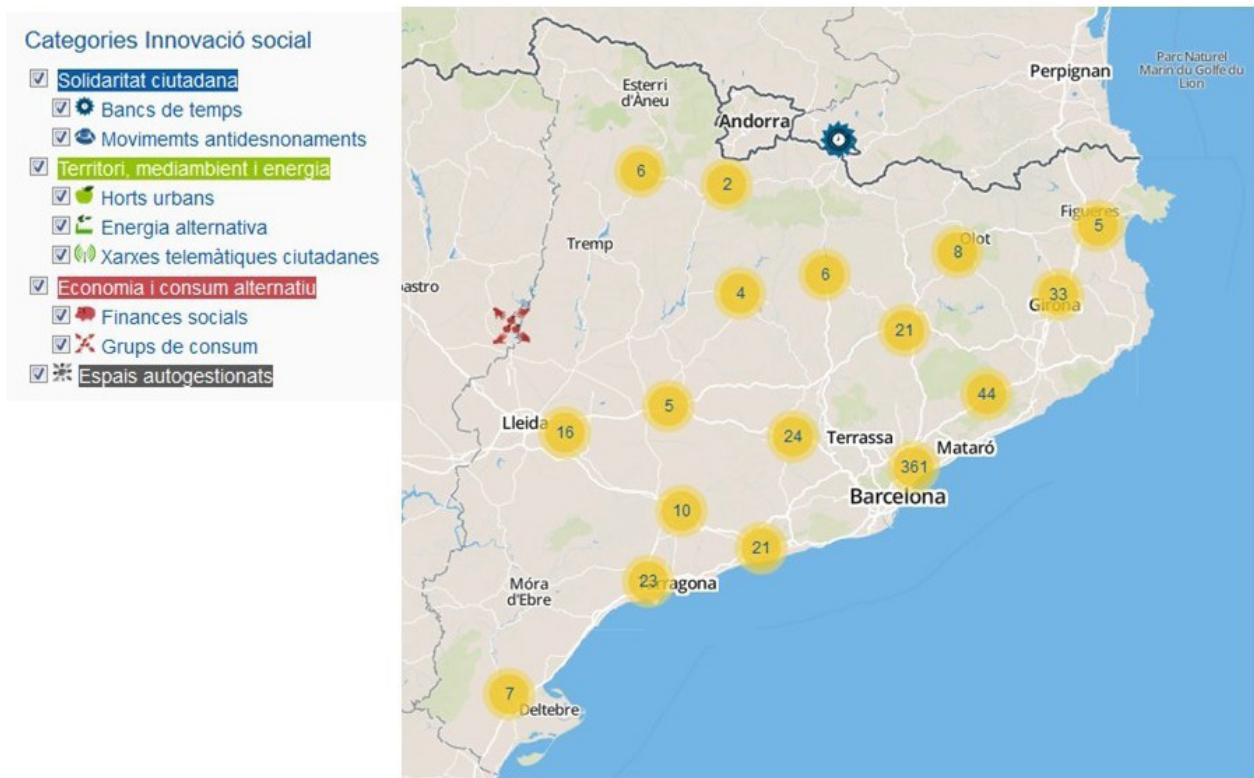 Categories Innovació social
Solidaritat ciutadana
Bancs de temps
Movimemts antidesnonaments
Territori, mediambient i energia
Horts urbans
Energia alternativa
Xarxes telemàtiques ciutadanes
Economia i consum alternatiu
Finances socials
Grups de consum
Espais autogestionats
Parc Naturel
Marin du Golfe du
Lion
Perpignan
Esterri
d'Àneu
Andorra
6
2
Figueres
5
Tremp
Olot
8
6
4
33
Girona
astro
21
44
5
Lleida
16
24
Terrassa
Mataró
361
Barcelona
10
21
23
arragona
Móra
d'Ebre
7
Deltebre